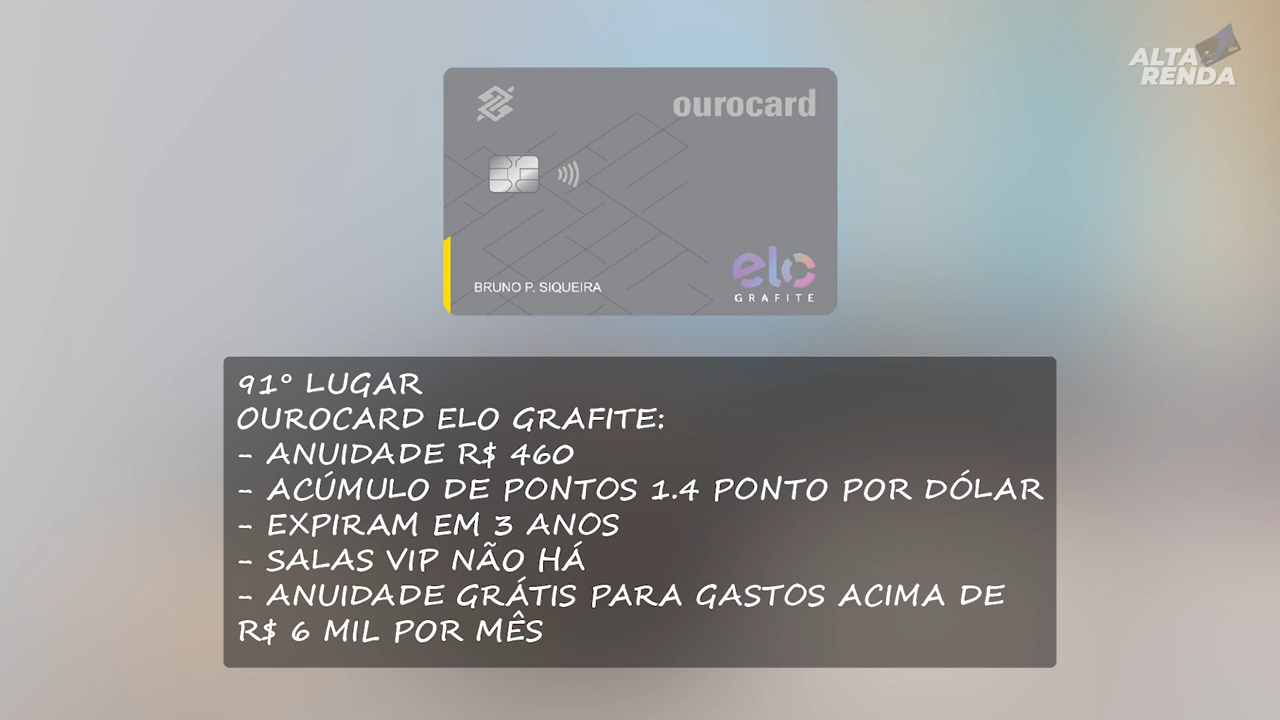 ALTA
RENDA
ourocard
elo
GRAFITE
BRUNO P. SIQUEIRA
91º LUGAR
OUROCARD ELO GRAFITE:
- ANUIDADE R$ 460
- ACÚMULO DE PONTOS 1.4 PONTO POR DÓLAR
- EXPIRAM EM 3 ANOS
- SALAS VIP NÃO HÁ
- ANUIDADE GRÁTIS PARA GASTOS ACIMA DE
R$ 6 MIL POR MÊS